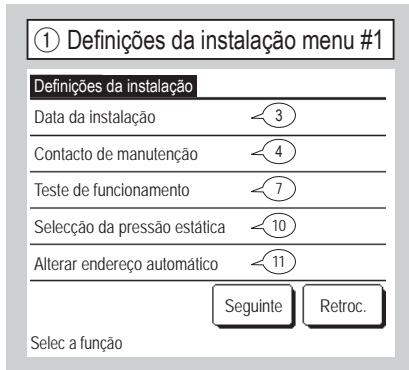 ① Definições da instalação menu #1
Definições da instalação
Data da instalação 3
Contacto de manutenção 4
Teste de funcionamento 7
Selecção da pressão estática 10
Alterar endereço automático 11
Seguinte Retroc.
Selec a função